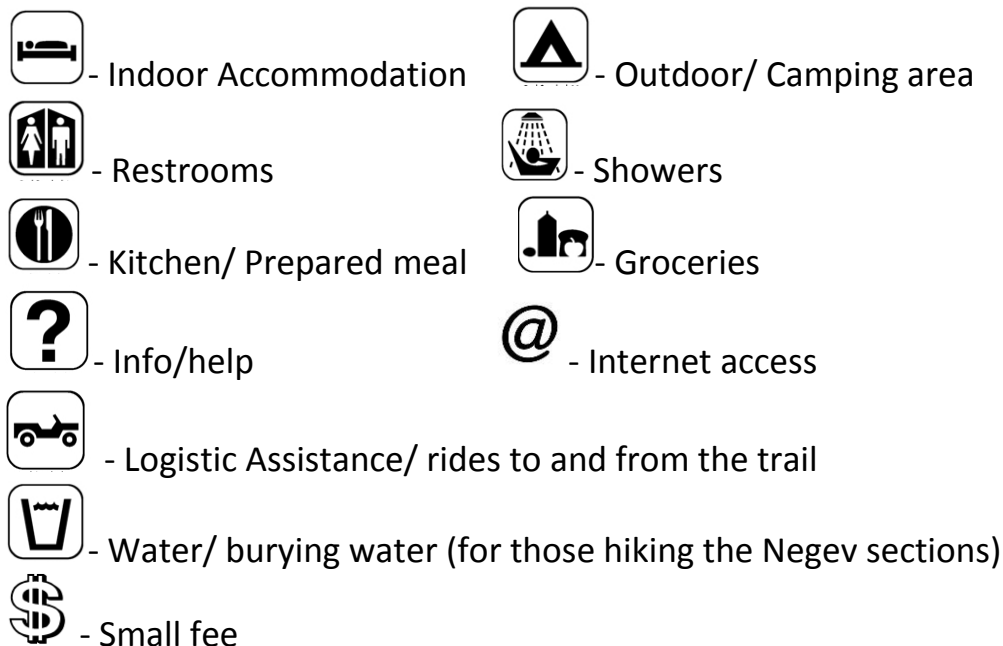 - Indoor Accommodation - Outdoor/ Camping area
- Restrooms - Showers
- Kitchen/ Prepared meal - Groceries
? - Info/help @ - Internet access
- Logistic Assistance/ rides to and from the trail
- Water/ burying water (for those hiking the Negev sections)
$ - Small fee